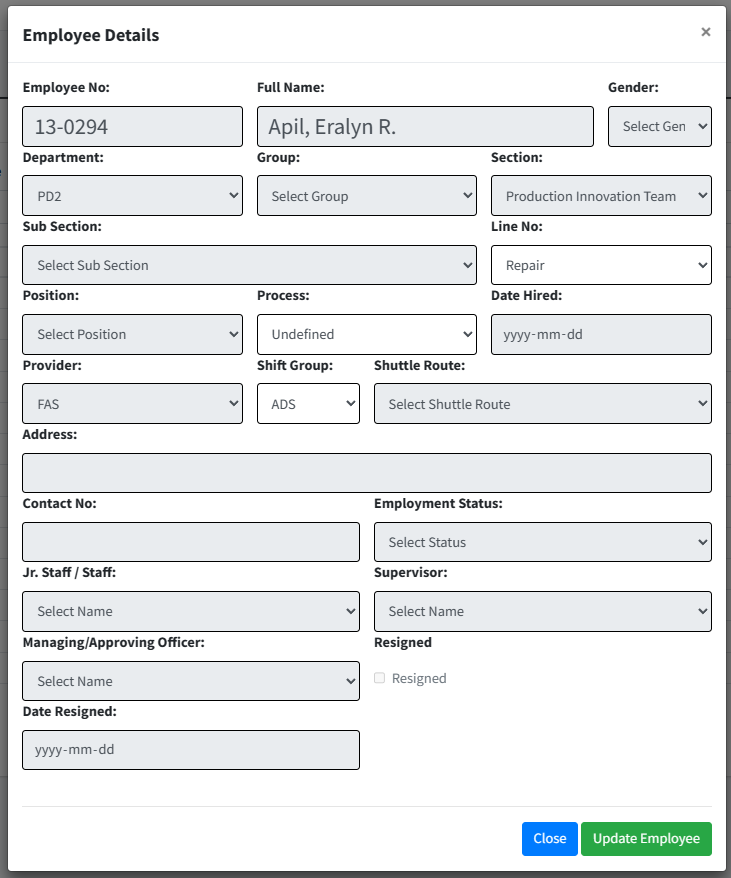 Employee Details ×
Employee No: Full Name: Gender:
13-0294 Apil, Eralyn R. Select Gen
Department: Group: Section:
PD2 Select Group Production Innovation Team
Sub Section: Line No:
Select Sub Section Repair
Position: Process: Date Hired:
Select Position Undefined yyyy-mm-dd
Provider: Shift Group: Shuttle Route:
FAS ADS Select Shuttle Route
Address:
Contact No: Employment Status:
Select Status
Jr. Staff / Staff: Supervisor:
Select Name Select Name
Managing/Approving Officer: Resigned
Select Name Resigned
Date Resigned:
yyyy-mm-dd
Close Update Employee